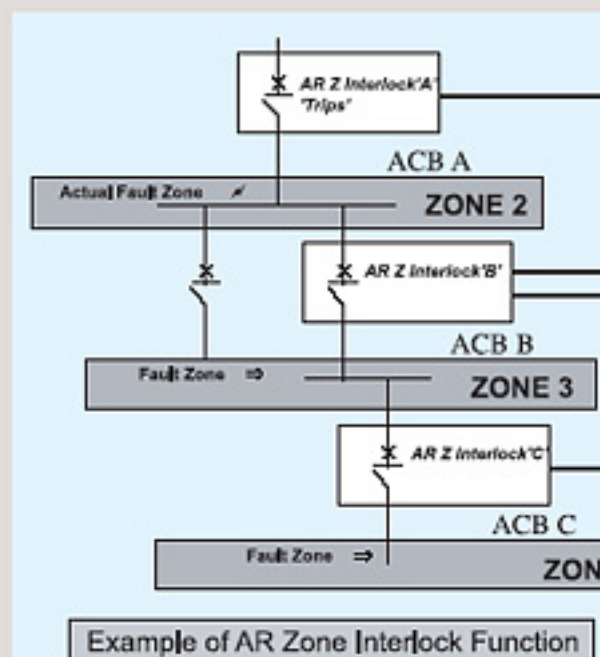 AR Z Interlock'A'
'Trips'
ACB A
Actual Fault Zone
ZONE 2
AR Z Interlock'B'
ACB B
Fault Zone ⇒
ZONE 3
AR Z Interlock'C'
ACB C
Fault Zone ⇒
ZON
Example of AR Zone Interlock Function